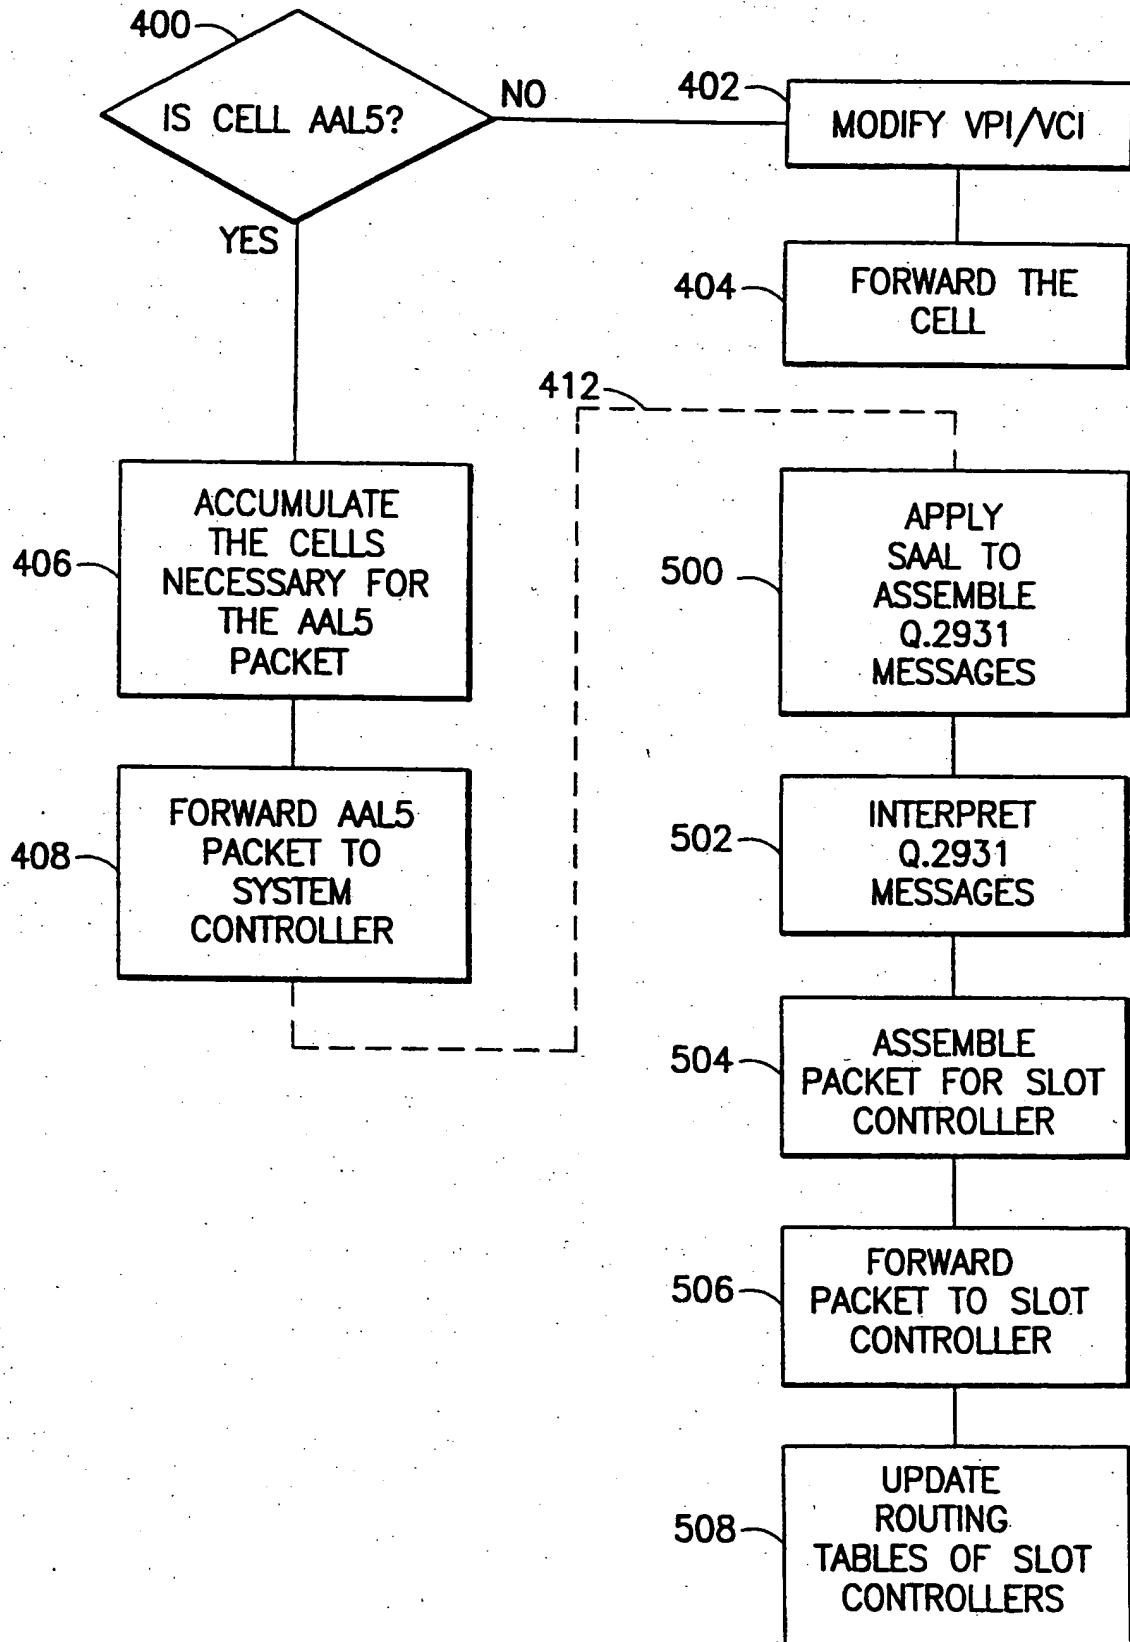 400
IS CELL AAL5?
NO
YES
402
MODIFY VPI/VCI
404
FORWARD THE
CELL
412
406
ACCUMULATE
THE CELLS
NECESSARY FOR
THE AAL5
PACKET
408
FORWARD AAL5
PACKET TO
SYSTEM
CONTROLLER
500
APPLY
SAAL TO
ASSEMBLE
Q.2931
MESSAGES
502
INTERPRET
Q.2931
MESSAGES
504
ASSEMBLE
PACKET FOR SLOT
CONTROLLER
506
FORWARD
PACKET TO SLOT
CONTROLLER
508
UPDATE
ROUTING
TABLES OF SLOT
CONTROLLERS